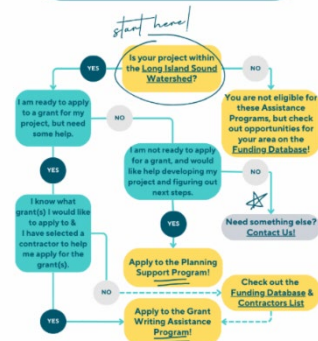 start here!
Is your project within
the Long Island Sound
Watershed?
YES
NO
I am ready to apply
to a grant for my
project, but need
some help.
NO
You are not eligible for
these Assistance
Programs, but check
out opportunities for
your area on the
Funding Database!
I am not ready to apply
for a grant, and would
like help developing my
project and figuring out
next steps.
YES
NO
I know what
grant(s) I would like
to apply to &
I have selected a
contractor to help
me apply for the
grant(s).
YES
Need something else?
Contact Us!
Apply to the Planning
Support Program!
NO
Check out the
Funding Database &
Contractors List
YES
Apply to the Grant
Writing Assistance
Program!